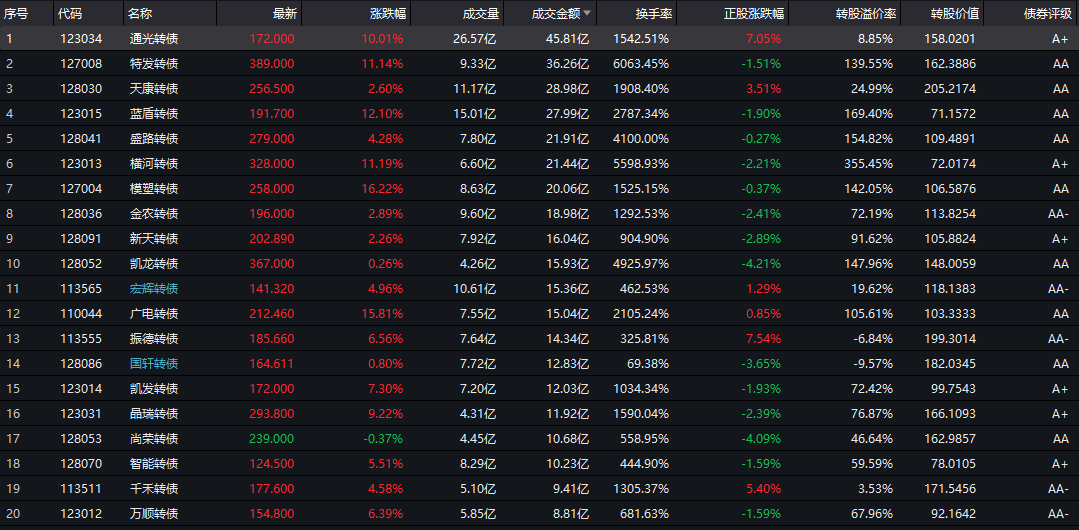 序号 代码 名称 最新 涨跌幅 成交量 成交金额 换手率 正股涨跌幅 转股溢价率 转股价值 债券评级
1 123034 通光转债 172.000 10.01% 26.57亿 45.81亿 1542.51% 7.05% 8.85% 158.0201 A+
2 127008 特发转债 389.000 11.14% 9.33亿 36.26亿 6063.45% -1.51% 139.55% 162.3886 AA
3 128030 天康转债 256.500 2.60% 11.17亿 28.98亿 1908.40% 3.51% 24.99% 205.2174 AA
4 123015 蓝盾转债 191.700 12.10% 15.01亿 27.99亿 2787.34% -1.90% 169.40% 71.1572 AA
5 128041 盛路转债 279.000 4.28% 7.80亿 21.91亿 4100.00% -0.27% 154.82% 109.4891 AA
6 123013 横河转债 328.000 11.19% 6.60亿 21.44亿 5598.93% -2.21% 355.45% 72.0174 A+
7 127004 模塑转债 258.000 16.22% 8.63亿 20.06亿 1525.15% -0.37% 142.05% 106.5876 AA
8 128036 金农转债 196.000 2.89% 9.60亿 18.98亿 1292.53% -2.41% 72.19% 113.8254 AA-
9 128091 新天转债 202.890 2.26% 7.92亿 16.04亿 904.90% -2.89% 91.62% 105.8824 A+
10 128052 凯龙转债 367.000 0.26% 4.26亿 15.93亿 4925.97% -4.21% 147.96% 148.0059 AA
11 113565 宏辉转债 141.320 4.96% 10.61亿 15.36亿 462.53% 1.29% 19.62% 118.1383 AA-
12 110044 广电转债 212.460 15.81% 7.55亿 15.04亿 2105.24% 0.85% 105.61% 103.3333 AA
13 113555 振德转债 185.660 6.56% 7.64亿 14.34亿 325.81% 7.54% -6.84% 199.3014 AA-
14 128086 国轩转债 164.611 0.80% 7.72亿 12.83亿 69.38% -3.65% -9.57% 182.0345 AA
15 123014 凯发转债 172.000 7.30% 7.20亿 12.03亿 1034.34% -1.93% 72.42% 99.7543 A+
16 123031 晶瑞转债 293.800 9.22% 4.31亿 11.92亿 1590.04% -2.39% 76.87% 166.1093 A+
17 128053 尚荣转债 239.000 -0.37% 4.45亿 10.68亿 558.95% -4.09% 46.64% 162.9857 AA
18 128070 智能转债 124.500 5.51% 8.29亿 10.23亿 444.90% -1.59% 59.59% 78.0105 A+
19 113511 千禾转债 177.600 4.58% 5.10亿 9.41亿 1305.37% 5.40% 3.53% 171.5456 AA-
20 123012 万顺转债 154.800 6.39% 5.85亿 8.81亿 681.63% -1.59% 67.96% 92.1642 AA-